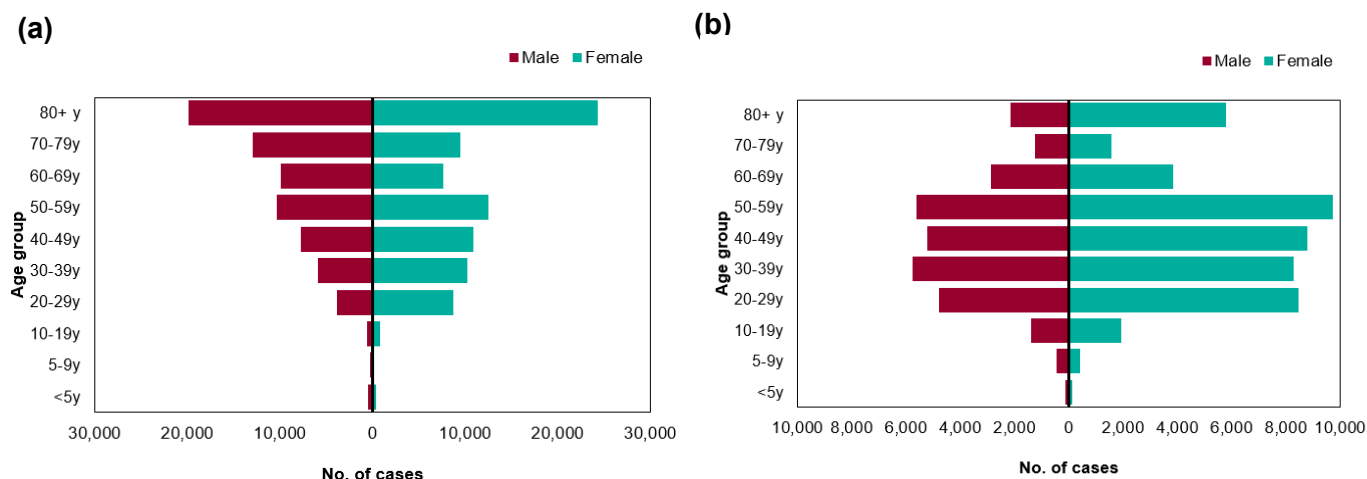 (a)
Male Female
Age group
80+ y
70-79y
60-69y
50-59y
40-49y
30-39y
20-29y
10-19y
5-9y
<5y
30,000 20,000 10,000 0 10,000 20,000 30,000
No. of cases
(b)
Male Female
Age group
80+ y
70-79y
60-69y
50-59y
40-49y
30-39y
20-29y
10-19y
5-9y
<5y
10,000 8,000 6,000 4,000 2,000 0 2,000 4,000 6,000 8,000 10,000
No. of cases